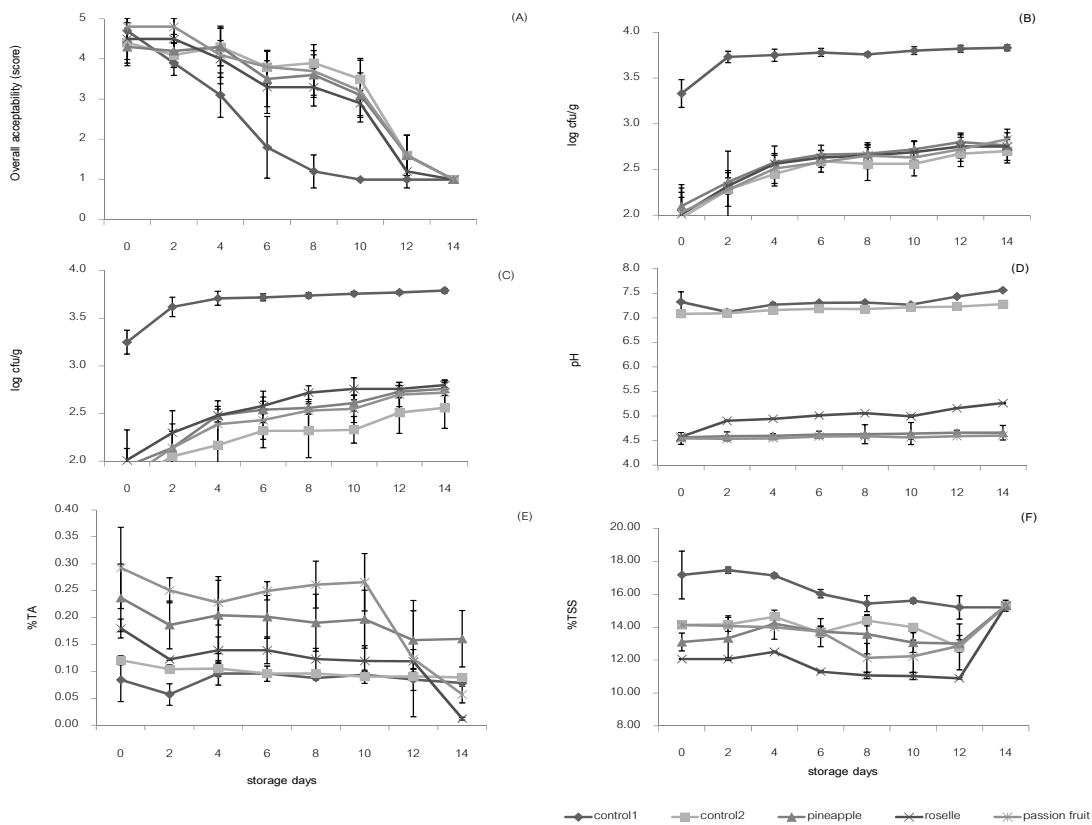 (A)
Overall acceptability (score)
5
4
3
2
1
5
0 2 4 6 8 10 12 14
(B)
log cfu/g
4.0
3.5
3.0
2.5
2.0
0 2 4 6 8 10 12 14
(C)
log cfu/g
4.0
3.5
3.0
2.5
2.0
0 2 4 6 8 10 12 14
(D)
pH
8.0
7.5
7.0
6.5
6.0
5.5
5.0
4.5
4.0
0 2 4 6 8 10 12 14
(E)
%TA
0.40
0.35
0.30
0.25
0.20
0.15
0.10
0.05
0.00
0 2 4 6 8 10 12 14
storage days
(F)
%TSS
20.00
18.00
16.00
14.00
12.00
10.00
8.00
0 2 4 6 8 10 12 14
storage days
control1 control2 pineapple roselle passion fruit